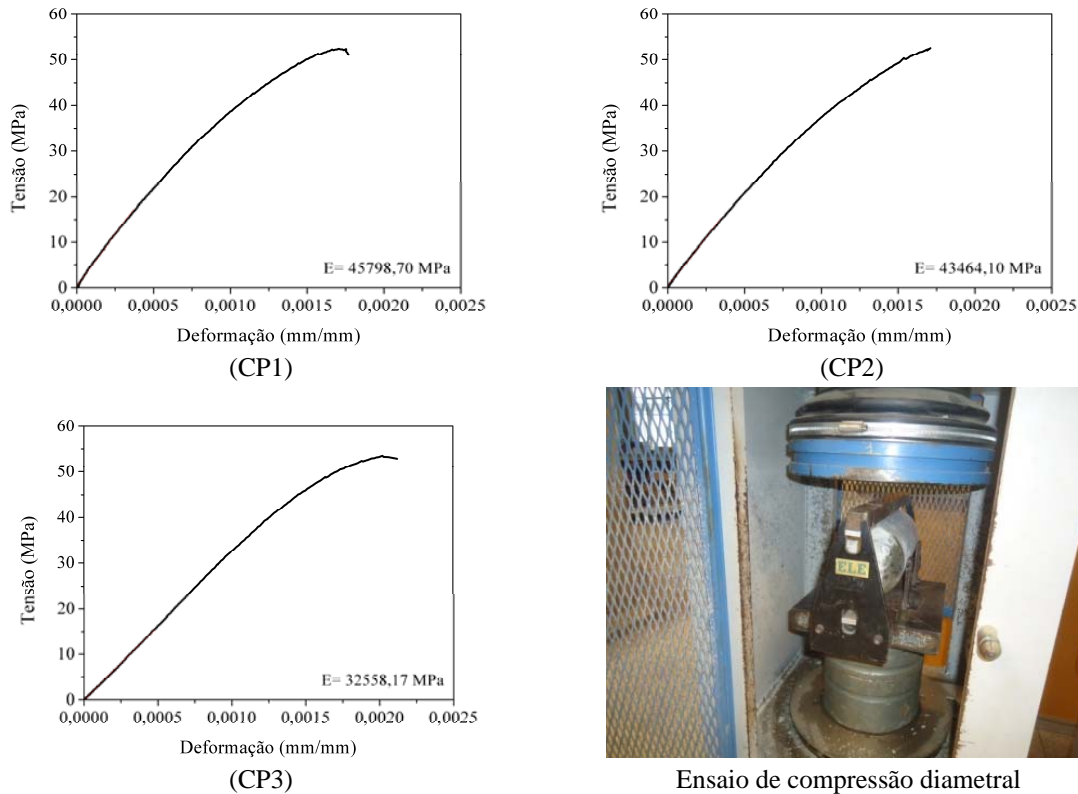 60
50
40
30
20
10
0
Tensão (MPa)
E= 45798,70 MPa
0,0000 0,0005 0,0010 0,0015 0,0020 0,0025
Deformação (mm/mm)
(CP1)
60
50
40
30
20
10
0
Tensão (MPa)
E= 43464,10 MPa
0,0000 0,0005 0,0010 0,0015 0,0020 0,0025
Deformação (mm/mm)
(CP2)
60
50
40
30
20
10
0
Tensão (MPa)
E= 32558,17 MPa
0,0000 0,0005 0,0010 0,0015 0,0020 0,0025
Deformação (mm/mm)
(CP3)
ELE
Ensaio de compressão diametral